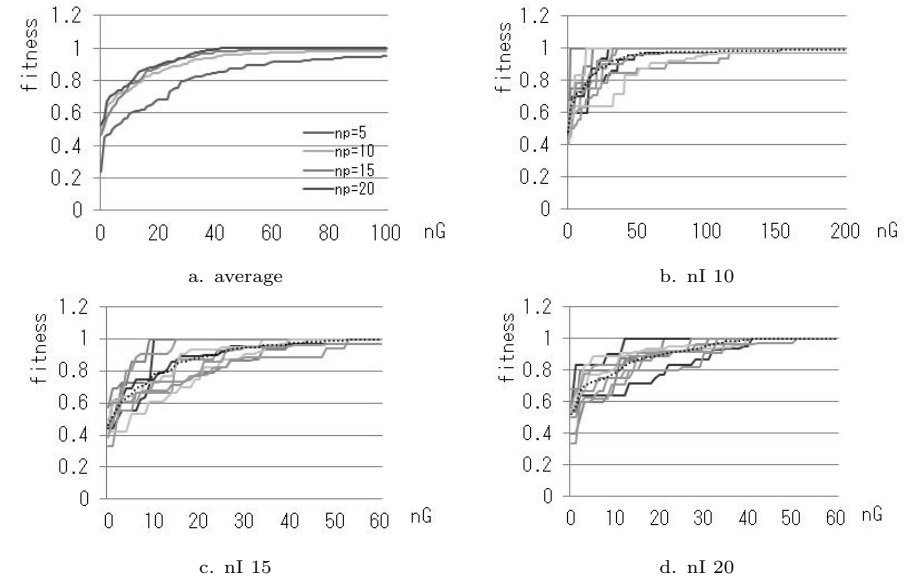 1.2
1
0.8
0.6
0.4
0.2
0
fitness
np=5
np=10
np=15
np=20
0 20 40 60 80 100 nG
a. average
1.2
1
0.8
0.6
0.4
0.2
0
fitness
0 50 100 150 200 nG
b. nI 10
1.2
1
0.8
0.6
0.4
0.2
0
fitness
0 10 20 30 40 50 60 nG
c. nI 15
1.2
1
0.8
0.6
0.4
0.2
0
fitness
0 10 20 30 40 50 60 nG
d. nI 20